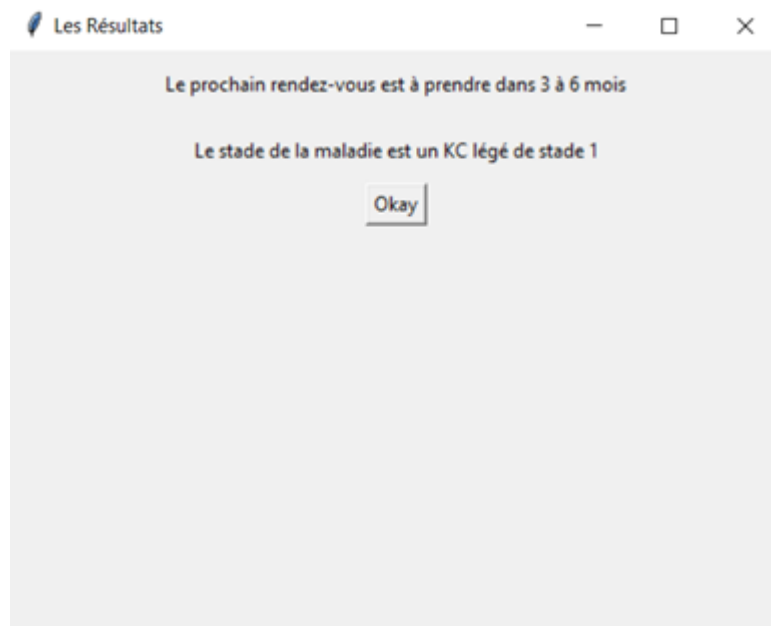 Les Résultats
Le prochain rendez-vous est à prendre dans 3 à 6 mois
Le stade de la maladie est un KC légé de stade 1
Okay